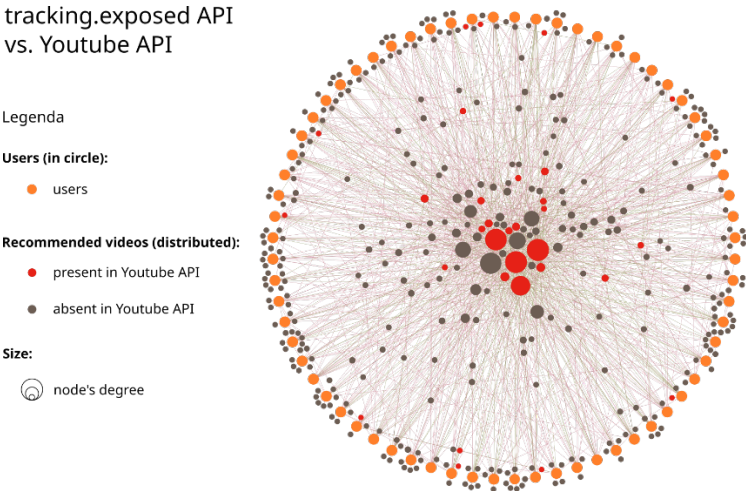 tracking.exposed API
vs. Youtube API
Legenda
Users (in circle):
users
Recommended videos (distributed):
present in Youtube API
absent in Youtube API
Size:
node's degree